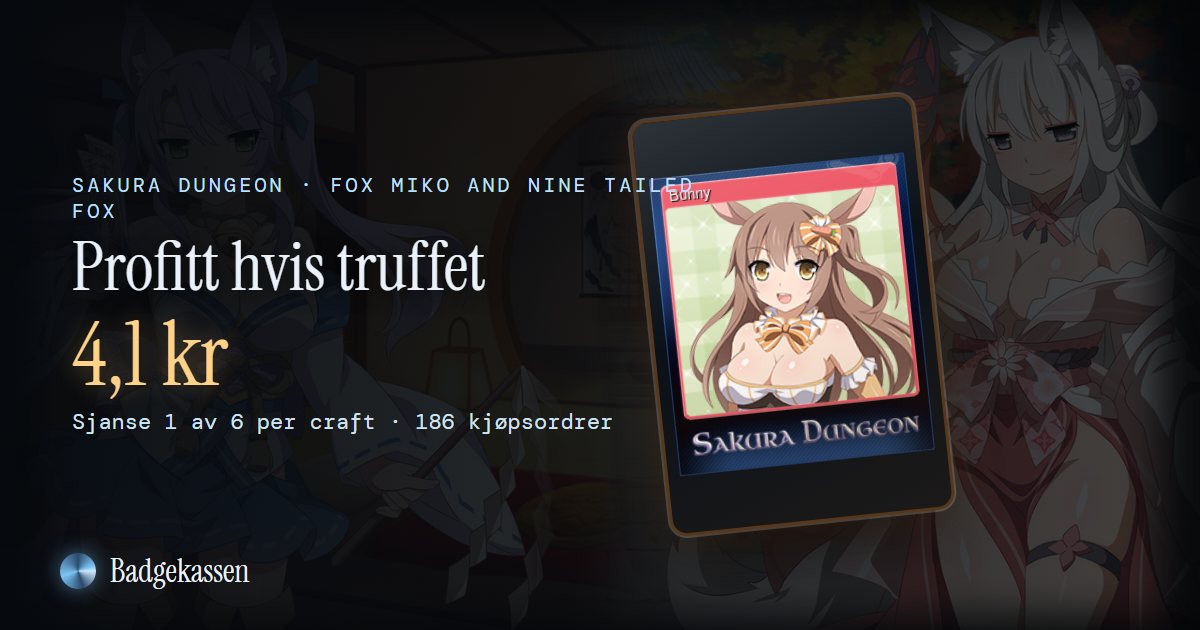 SAKURA DUNGEON · FOX MIKO AND NINE TAILED
FOX
Profitt hvis truffet
4,1 kr
Sjanse 1 av 6 per craft · 186 kjøpsordrer
Badgekassen
Bunny
SAKURA DUNGEON